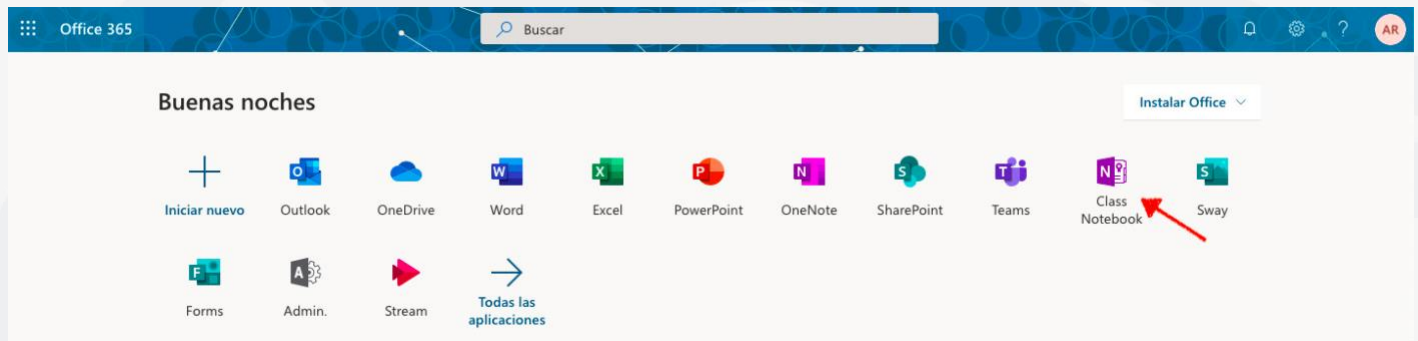 Office 365
Buscar
?
AR
Buenas noches
Instalar Office
Iniciar nuevo
O
Outlook
OneDrive
W
Word
X
Excel
P
PowerPoint
N
OneNote
S
SharePoint
T
Teams
N
Class
Notebook
S
Sway
F
Forms
A
Admin.
Stream
Todas las
aplicaciones